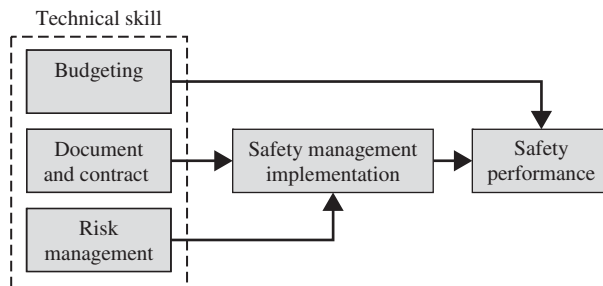 Technical skill
Budgeting
Document
and contract
Safety management
implementation
Safety
performance
Risk
management